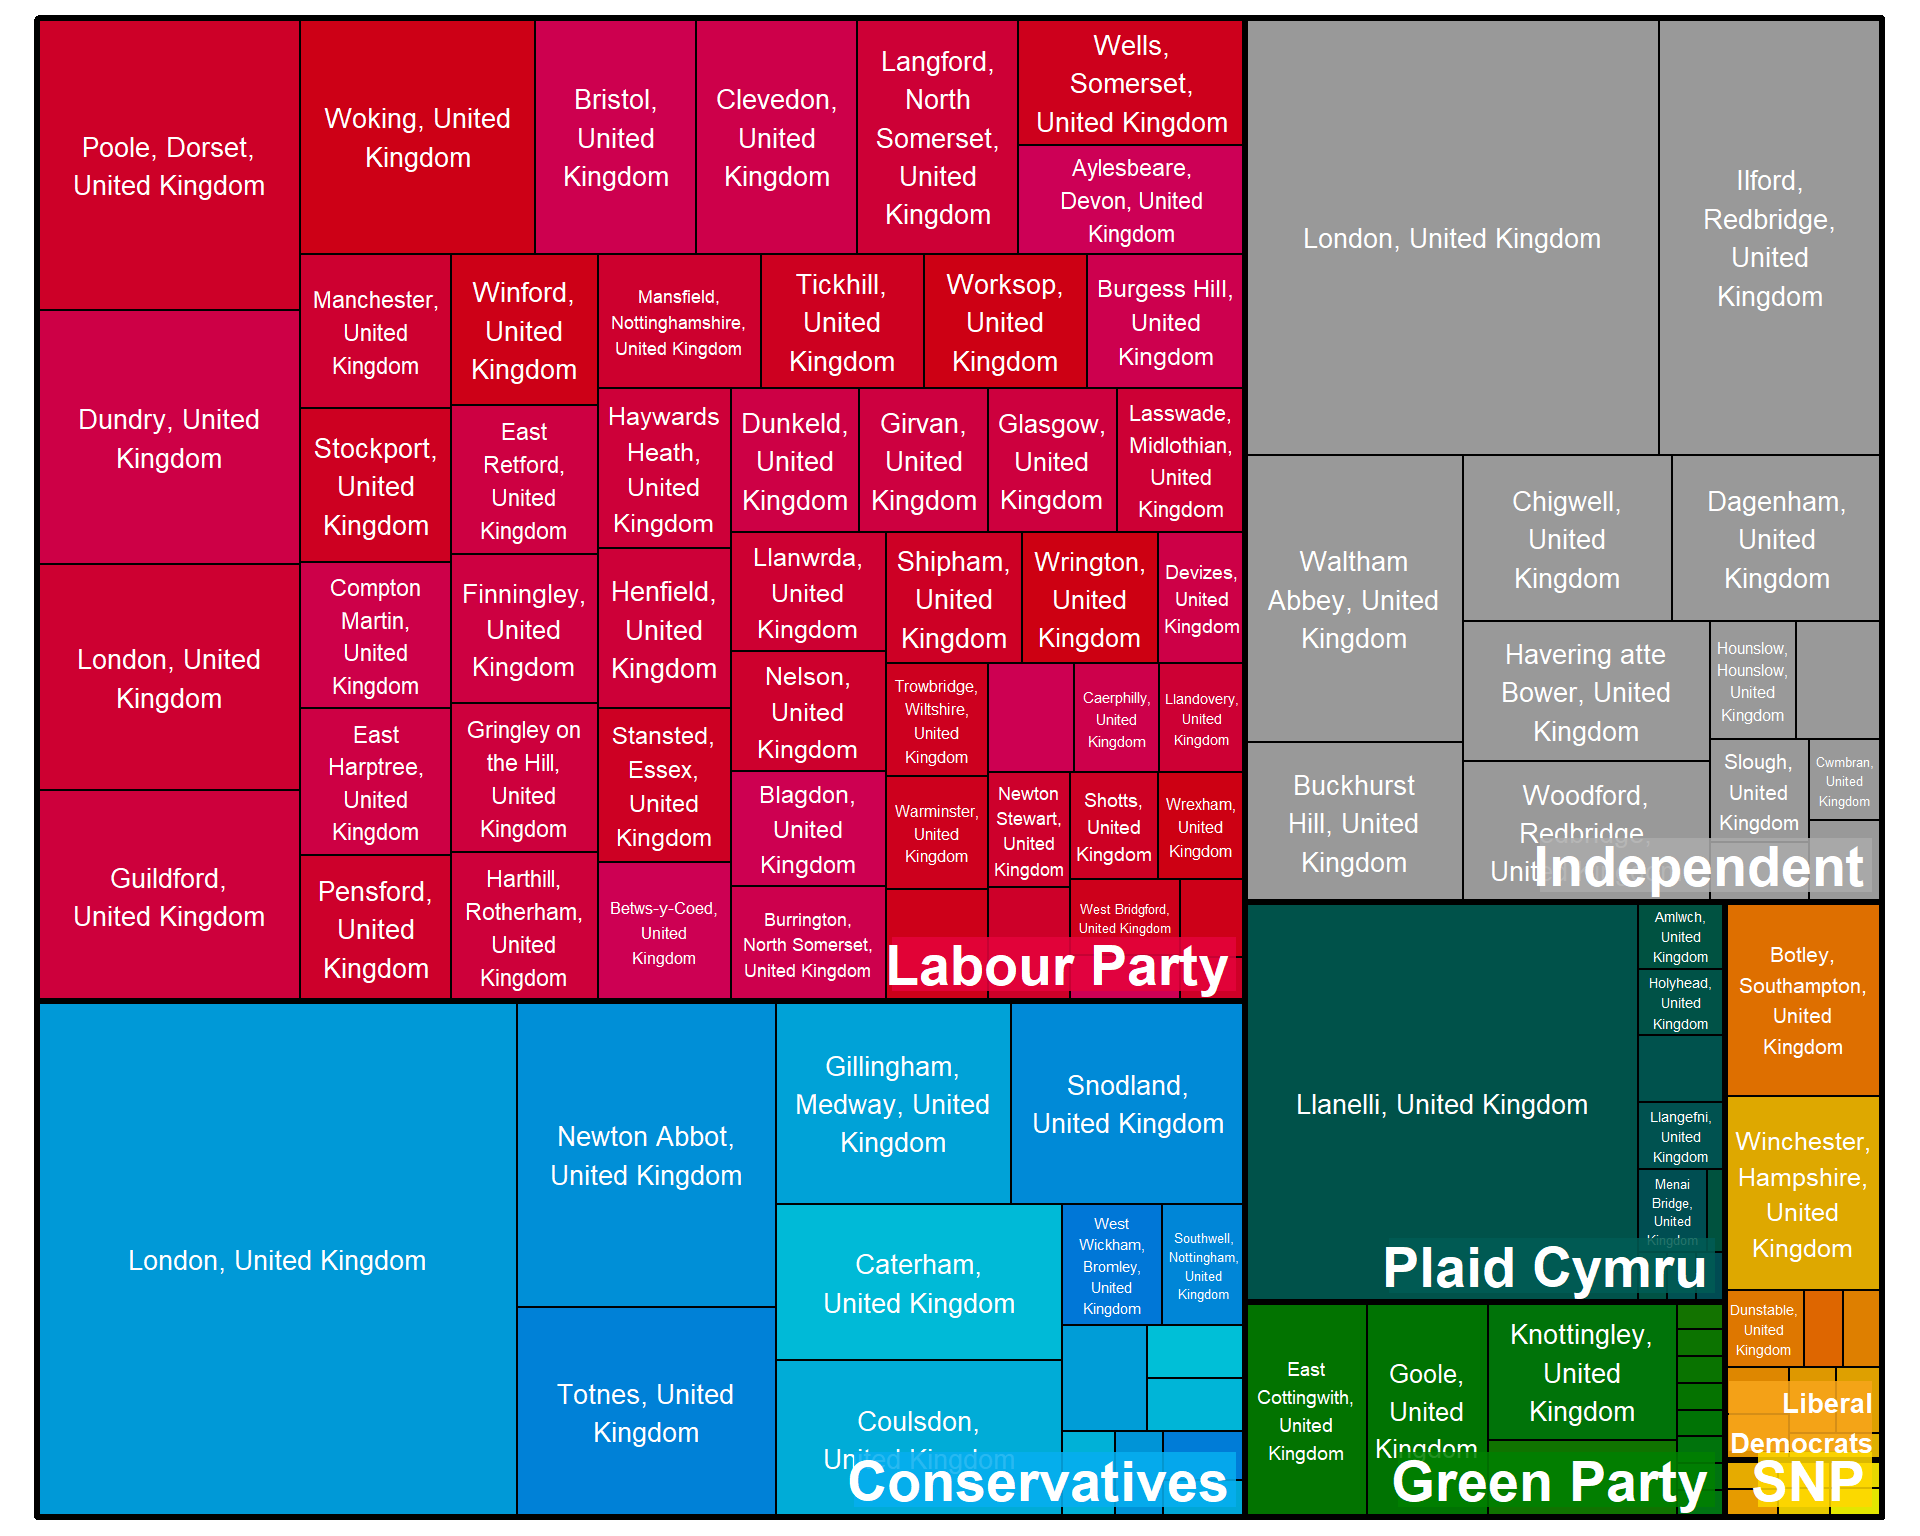 Poole, Dorset,
United Kingdom
Dundry, United
Kingdom
London, United
Kingdom
Guildford,
United Kingdom
Woking, United
Kingdom
Bristol,
United
Kingdom
Clevedon,
United
Kingdom
Langford,
North
Somerset,
United
Kingdom
Wells,
Somerset,
United Kingdom
Aylesbeare,
Devon, United
Kingdom
Manchester,
United
Kingdom
Stockport,
United
Kingdom
Compton
Martin,
United
Kingdom
East
Harptree,
United
Kingdom
Pensford,
United
Kingdom
Winford,
United
Kingdom
East
Retford,
United
Kingdom
Finningley,
United
Kingdom
Gringley on
the Hill,
United
Kingdom
Harthill,
Rotherham,
United
Kingdom
Mansfield,
Nottinghamshire,
United Kingdom
Tickhill,
United
Kingdom
Worksop,
United
Kingdom
Burgess Hill,
United
Kingdom
Haywards
Heath,
United
Kingdom
Henfield,
United
Kingdom
Stansted,
Essex,
United
Kingdom
Betws-y-Coed,
United
Kingdom
Dunkeld,
United
Kingdom
Girvan,
United
Kingdom
Glasgow,
United
Kingdom
Lasswade,
Midlothian,
United
Kingdom
Llanwrda,
United
Kingdom
Nelson,
United
Kingdom
Blagdon,
United
Kingdom
Burrington,
North Somerset,
United Kingdom
Shipham,
United
Kingdom
Wrington,
United
Kingdom
Devizes,
United
Kingdom
Trowbridge,
Wiltshire,
United
Kingdom
Caerphilly,
United
Kingdom
Llandovery,
United
Kingdom
Warminster,
United
Kingdom
Newton
Stewart,
United
Kingdom
Shotts,
United
Kingdom
Wrexham,
United
Kingdom
West Bridgford,
United Kingdom
Labour Party
London, United Kingdom
Ilford,
Redbridge,
United
Kingdom
Waltham
Abbey, United
Kingdom
Buckhurst
Hill, United
Kingdom
Chigwell,
United
Kingdom
Dagenham,
United
Kingdom
Havering atte
Bower, United
Kingdom
Woodford,
Redbridge,
United
Hounslow,
Hounslow,
United
Kingdom
Slough,
United
Kingdom
Cwmbran,
United
Kingdom
Independent
London, United Kingdom
Newton Abbot,
United Kingdom
Totnes, United
Kingdom
Gillingham,
Medway, United
Kingdom
Snodland,
United Kingdom
Caterham,
United Kingdom
Coulsdon,
United Kingdom
West
Wickham,
Bromley,
United
Kingdom
Southwell,
Nottingham,
United
Kingdom
Conservatives
Llanelli, United Kingdom
Amlwch,
United
Kingdom
Holyhead,
United
Kingdom
Llangefni,
United
Kingdom
Menai
Bridge,
United
Kingdom
Plaid Cymru
East
Cottingwith,
United
Kingdom
Goole,
United
Kingdom
Knottingley,
United
Kingdom
Green Party
Botley,
Southampton,
United
Kingdom
Winchester,
Hampshire,
United
Kingdom
Dunstable,
United
Kingdom
Liberal
Democrats
SNP